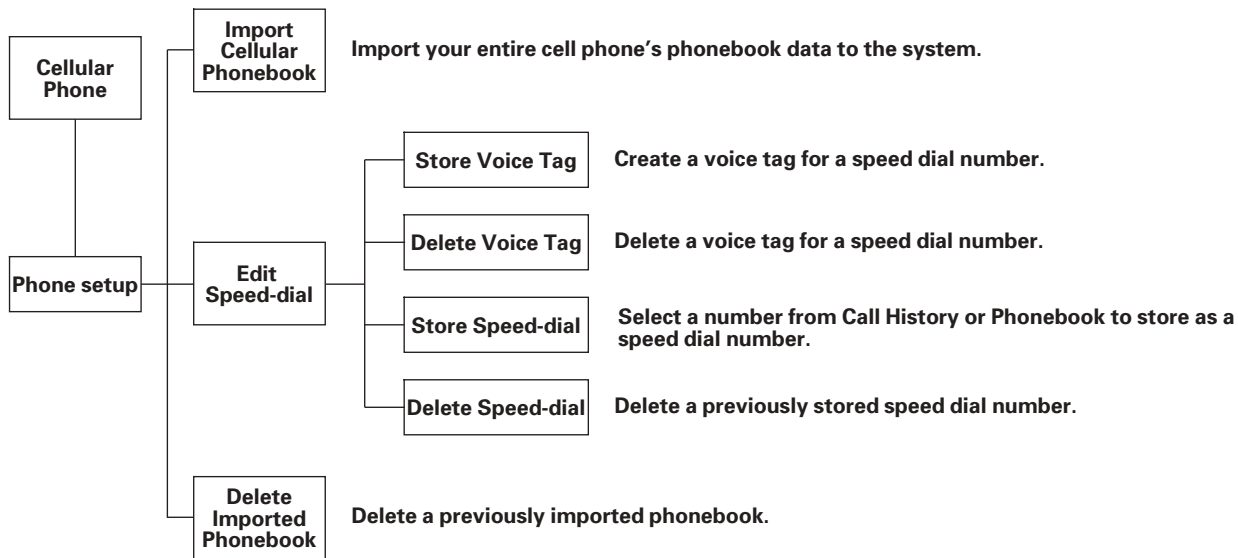 Import
Cellular
Phonebook
Import your entire cell phone's phonebook data to the system.
Cellular
Phone
Store Voice Tag
Create a voice tag for a speed dial number.
Delete Voice Tag
Delete a voice tag for a speed dial number.
Phone setup
Edit
Speed-dial
Store Speed-dial
Select a number from Call History or Phonebook to store as a
speed dial number.
Delete Speed-dial
Delete a previously stored speed dial number.
Delete
Imported
Phonebook
Delete a previously imported phonebook.